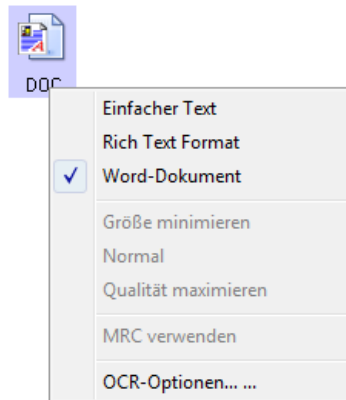 DOC
Einfacher Text
Rich Text Format
Word-Dokument
Größe minimieren
Normal
Qualität maximieren
MRC verwenden
OCR-Optionen... ...